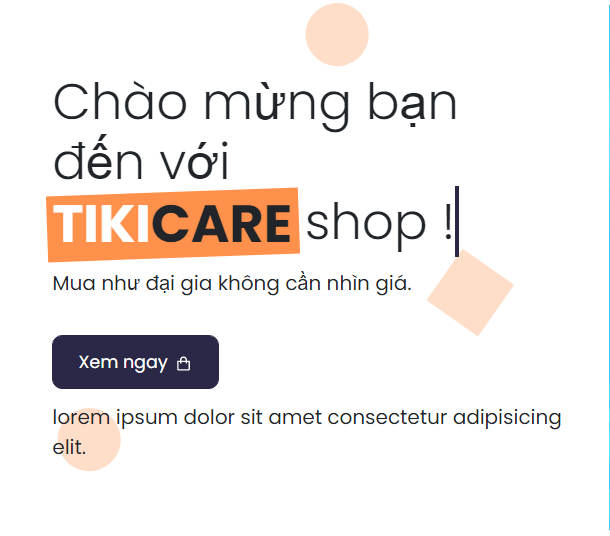 Chào mừng bạn
đến với
TIKICARE shop !
Mua như đại gia không cần nhìn giá.
Xem ngay
lorem ipsum dolor sit amet consectetur adipisicing
elit.